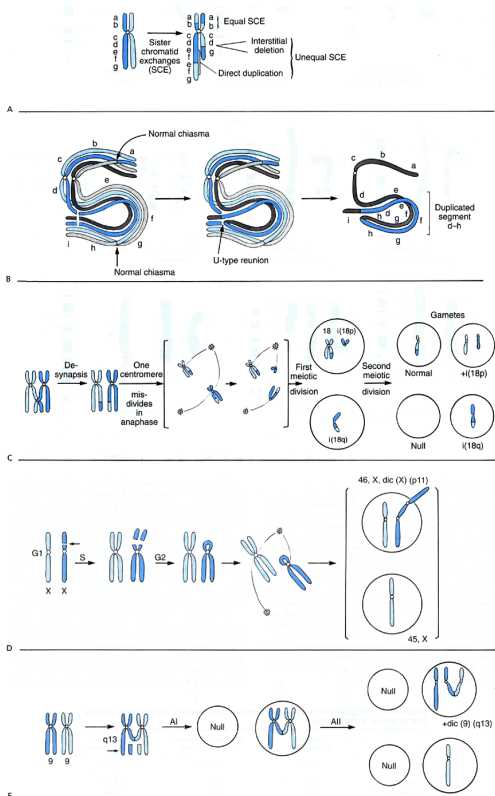 a
b
c
d
e
f
g
Sister
chromatid
exchanges
(SCE)
a a
b b
c c
d d
e g
f
e
f
g
Equal SCE
Interstitial
deletion
Direct duplication
Unequal SCE
A
Normal chiasma
b
c
a
d
e
f
i
h
g
Normal chiasma
U-type reunion
b
c
a
d
e
e
f
d
g
f
i
h
h
g
Duplicated
segment
d–h
B
De-
synapsis
One
centromere
mis-
divides
in
anaphase
First
meiotic
division
18 i(18p)
i(18q)
Second
meiotic
division
Gametes
Normal
+i(18p)
Null
i(18q)
C
G1
X X
S
G2
46, X, dic (X) (p11)
45, X
D
9 9
q13
AI
Null
AII
Null
+dic (9) (q13)
Null
E